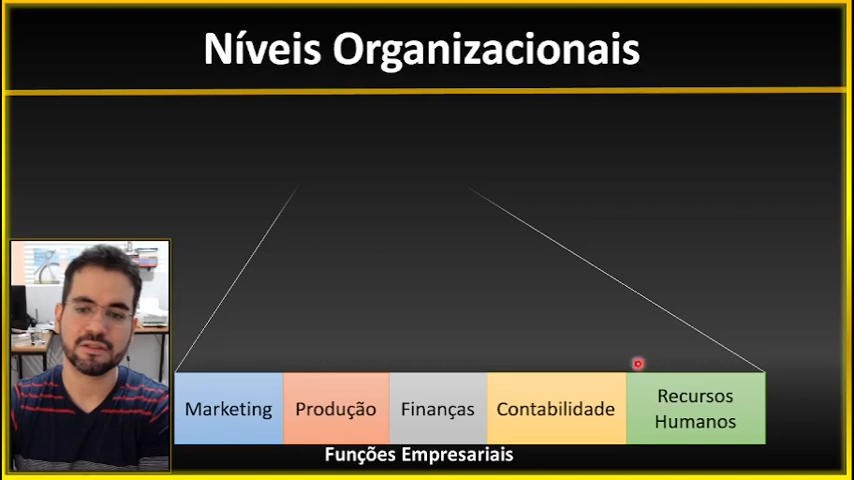 Níveis Organizacionais
Marketing
Produção
Finanças
Contabilidade
Recursos
Humanos
Funções Empresariais